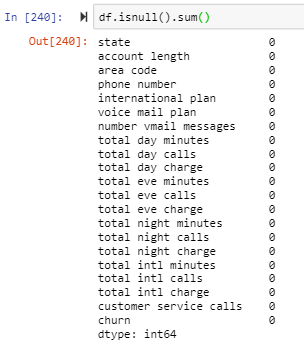 In [240]: df.isnull().sum()
Out[240]: state 0
account length 0
area code 0
phone number 0
international plan 0
voice mail plan 0
number vmail messages 0
total day minutes 0
total day calls 0
total day charge 0
total eve minutes 0
total eve calls 0
total eve charge 0
total night minutes 0
total night calls 0
total night charge 0
total intl minutes 0
total intl calls 0
total intl charge 0
customer service calls 0
churn 0
dtype: int64